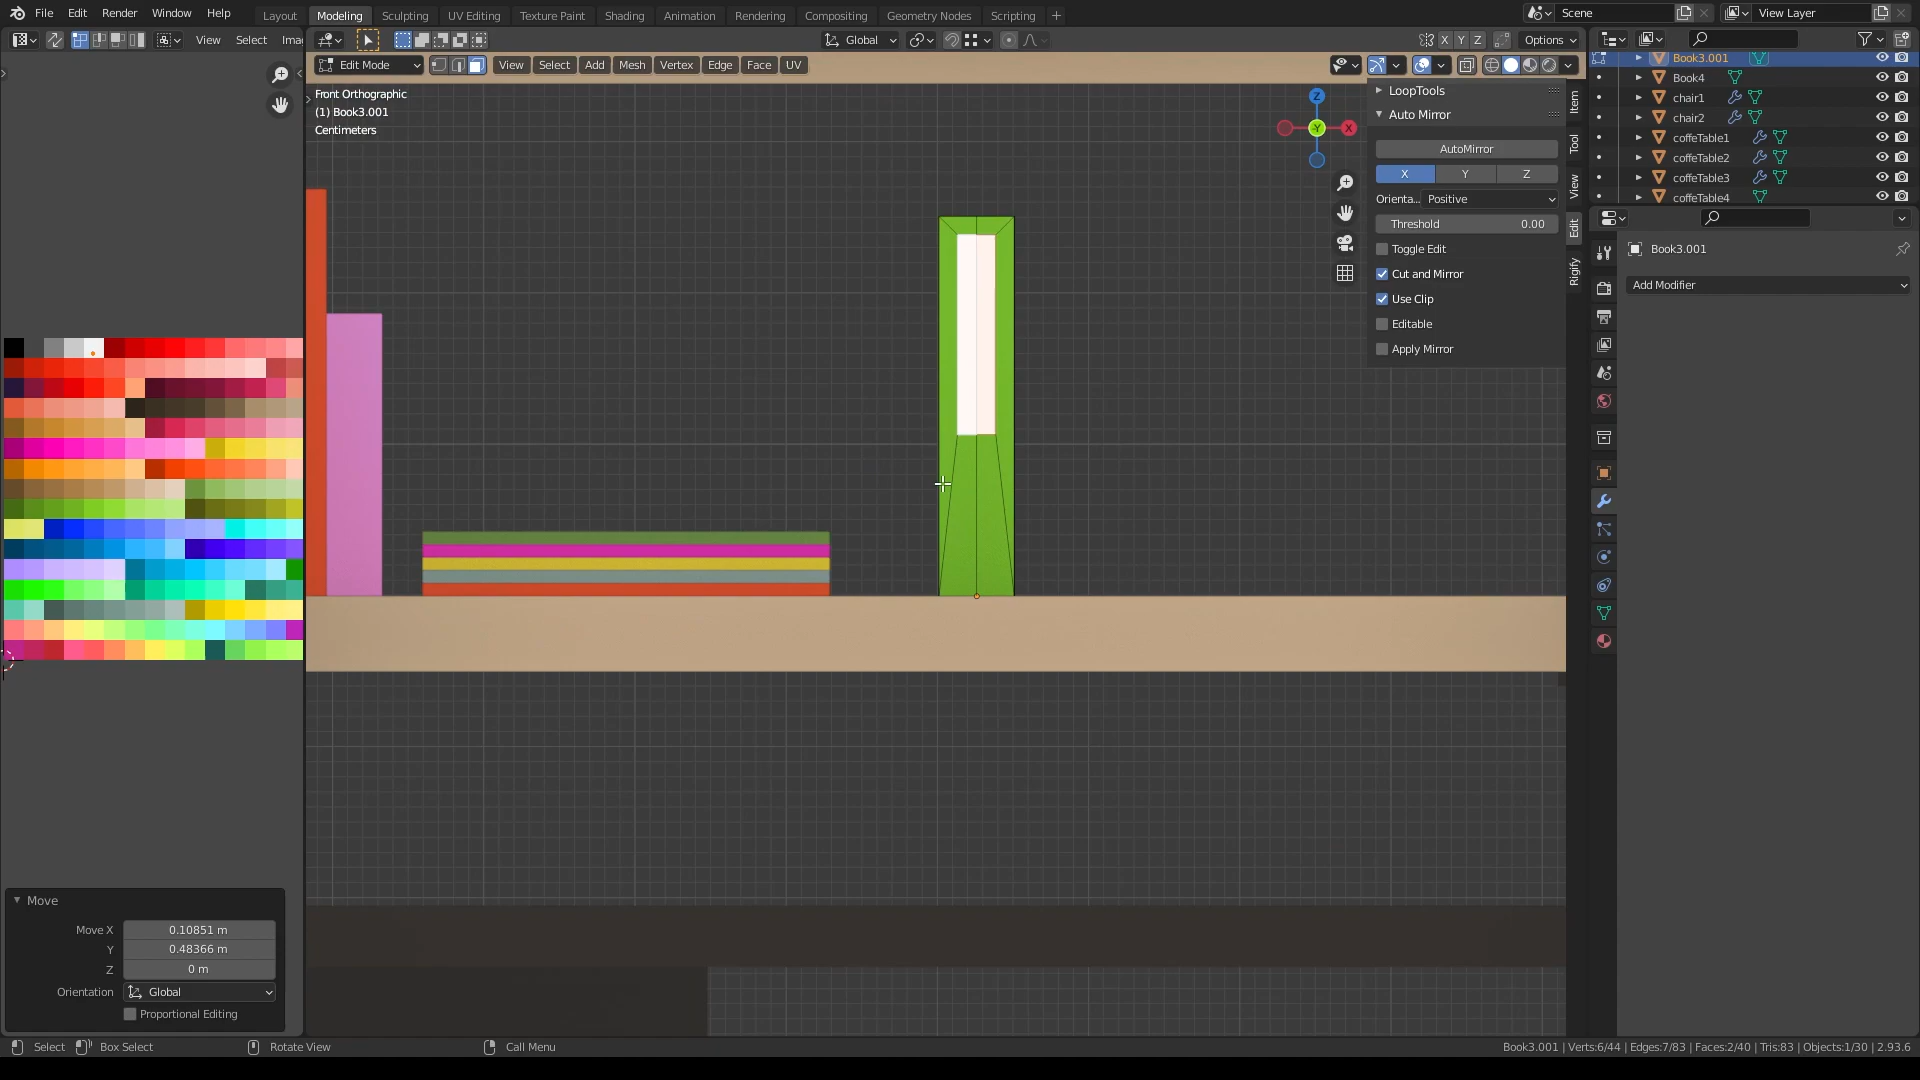 File Edit Render Window Help Layout Modeling Sculpting UV Editing Texture Paint Shading Animation Rendering Compositing Geometry Nodes Scripting + Scene View Layer
View Select Ima Global X Y Z Options
Edit Mode View Select Add Mesh Vertex Edge Face UV
Front Orthographic
(1) Book3.001
Centimeters
Z
Y
X
LoopTools
Auto Mirror
AutoMirror
X Y Z
Orienta... Positive
Threshold 0.00
Toggle Edit
Cut and Mirror
Use Clip
Editable
Apply Mirror
Item
Tool
View
Edit
Rigify
Book3.001
Book4
chair1
chair2
coffeTable1
coffeTable2
coffeTable3
coffeTable4
Book3.001
Add Modifier
Move
Move X 0.10851 m
Y 0.48366 m
Z 0 m
Orientation Global
Proportional Editing
Select Box Select Rotate View Call Menu Book3.001 | Verts:6/44 | Edges:7/83 | Faces:2/40 | Tris:83 | Objects:1/30 | 2.93.6